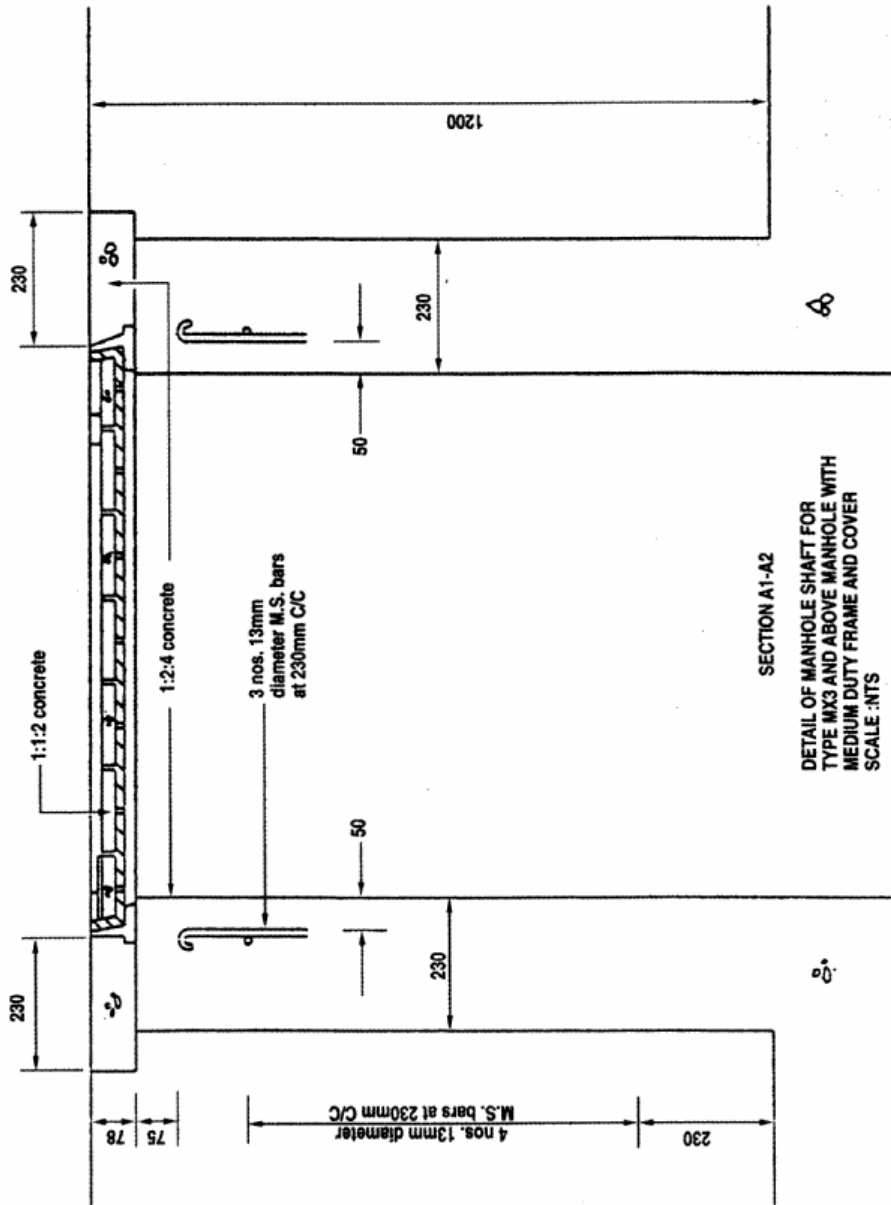 230
1:1:2 concrete
230
1:2:4 concrete
3 nos. 13mm
diameter M.S. bars
at 230mm C/C
50
50
230
230
1200
78
75
4 nos. 13mm diameter
M.S. bars at 230mm C/C
230
SECTION A1-A2
DETAIL OF MANHOLE SHAFT FOR
TYPE MX3 AND ABOVE MANHOLE WITH
MEDIUM DUTY FRAME AND COVER
SCALE :NTS